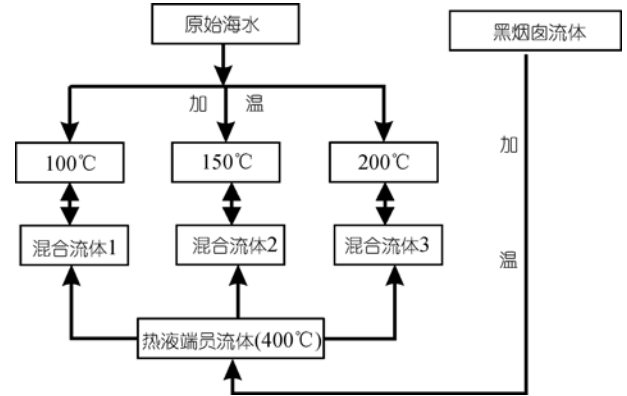 原始海水
黑烟囱流体
加 温
100℃
150℃
200℃
加
混合流体1
混合流体2
混合流体3
温
热液端员流体(400℃)